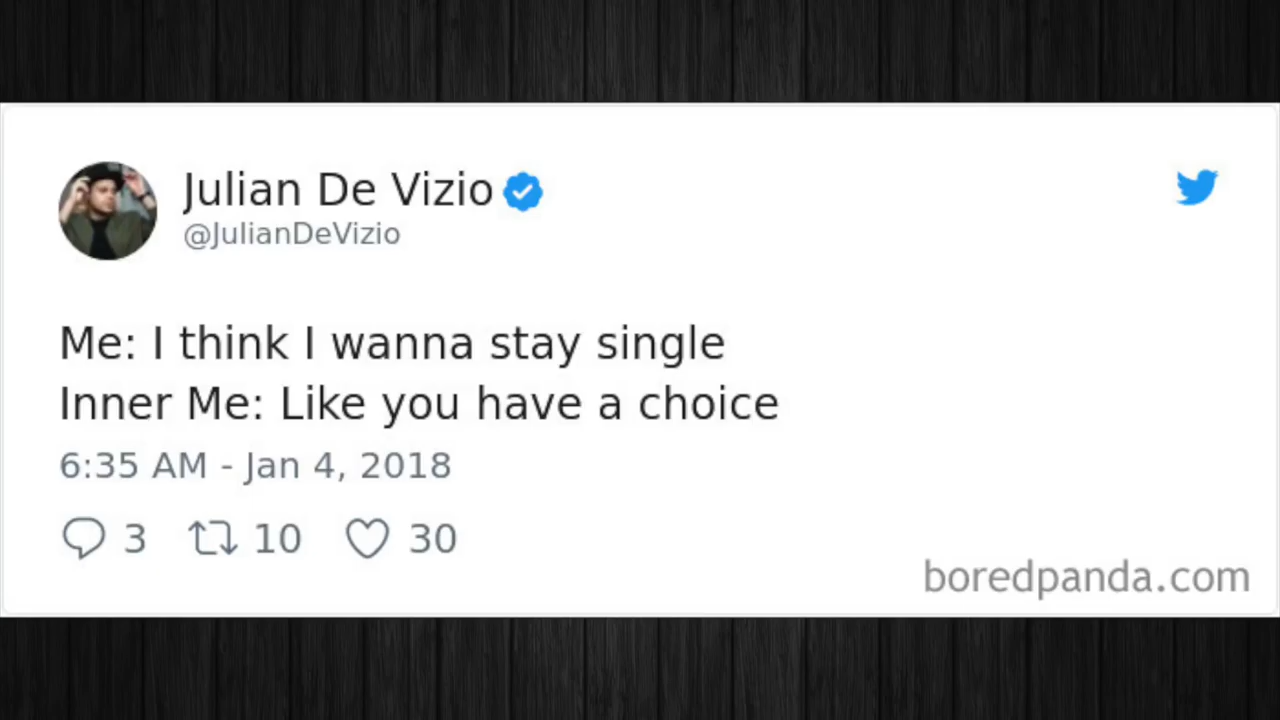 Julian De Vizio
@JulianDeVizio
Me: I think I wanna stay single
Inner Me: Like you have a choice
6:35 AM - Jan 4, 2018
3 10 30
boredpanda.com